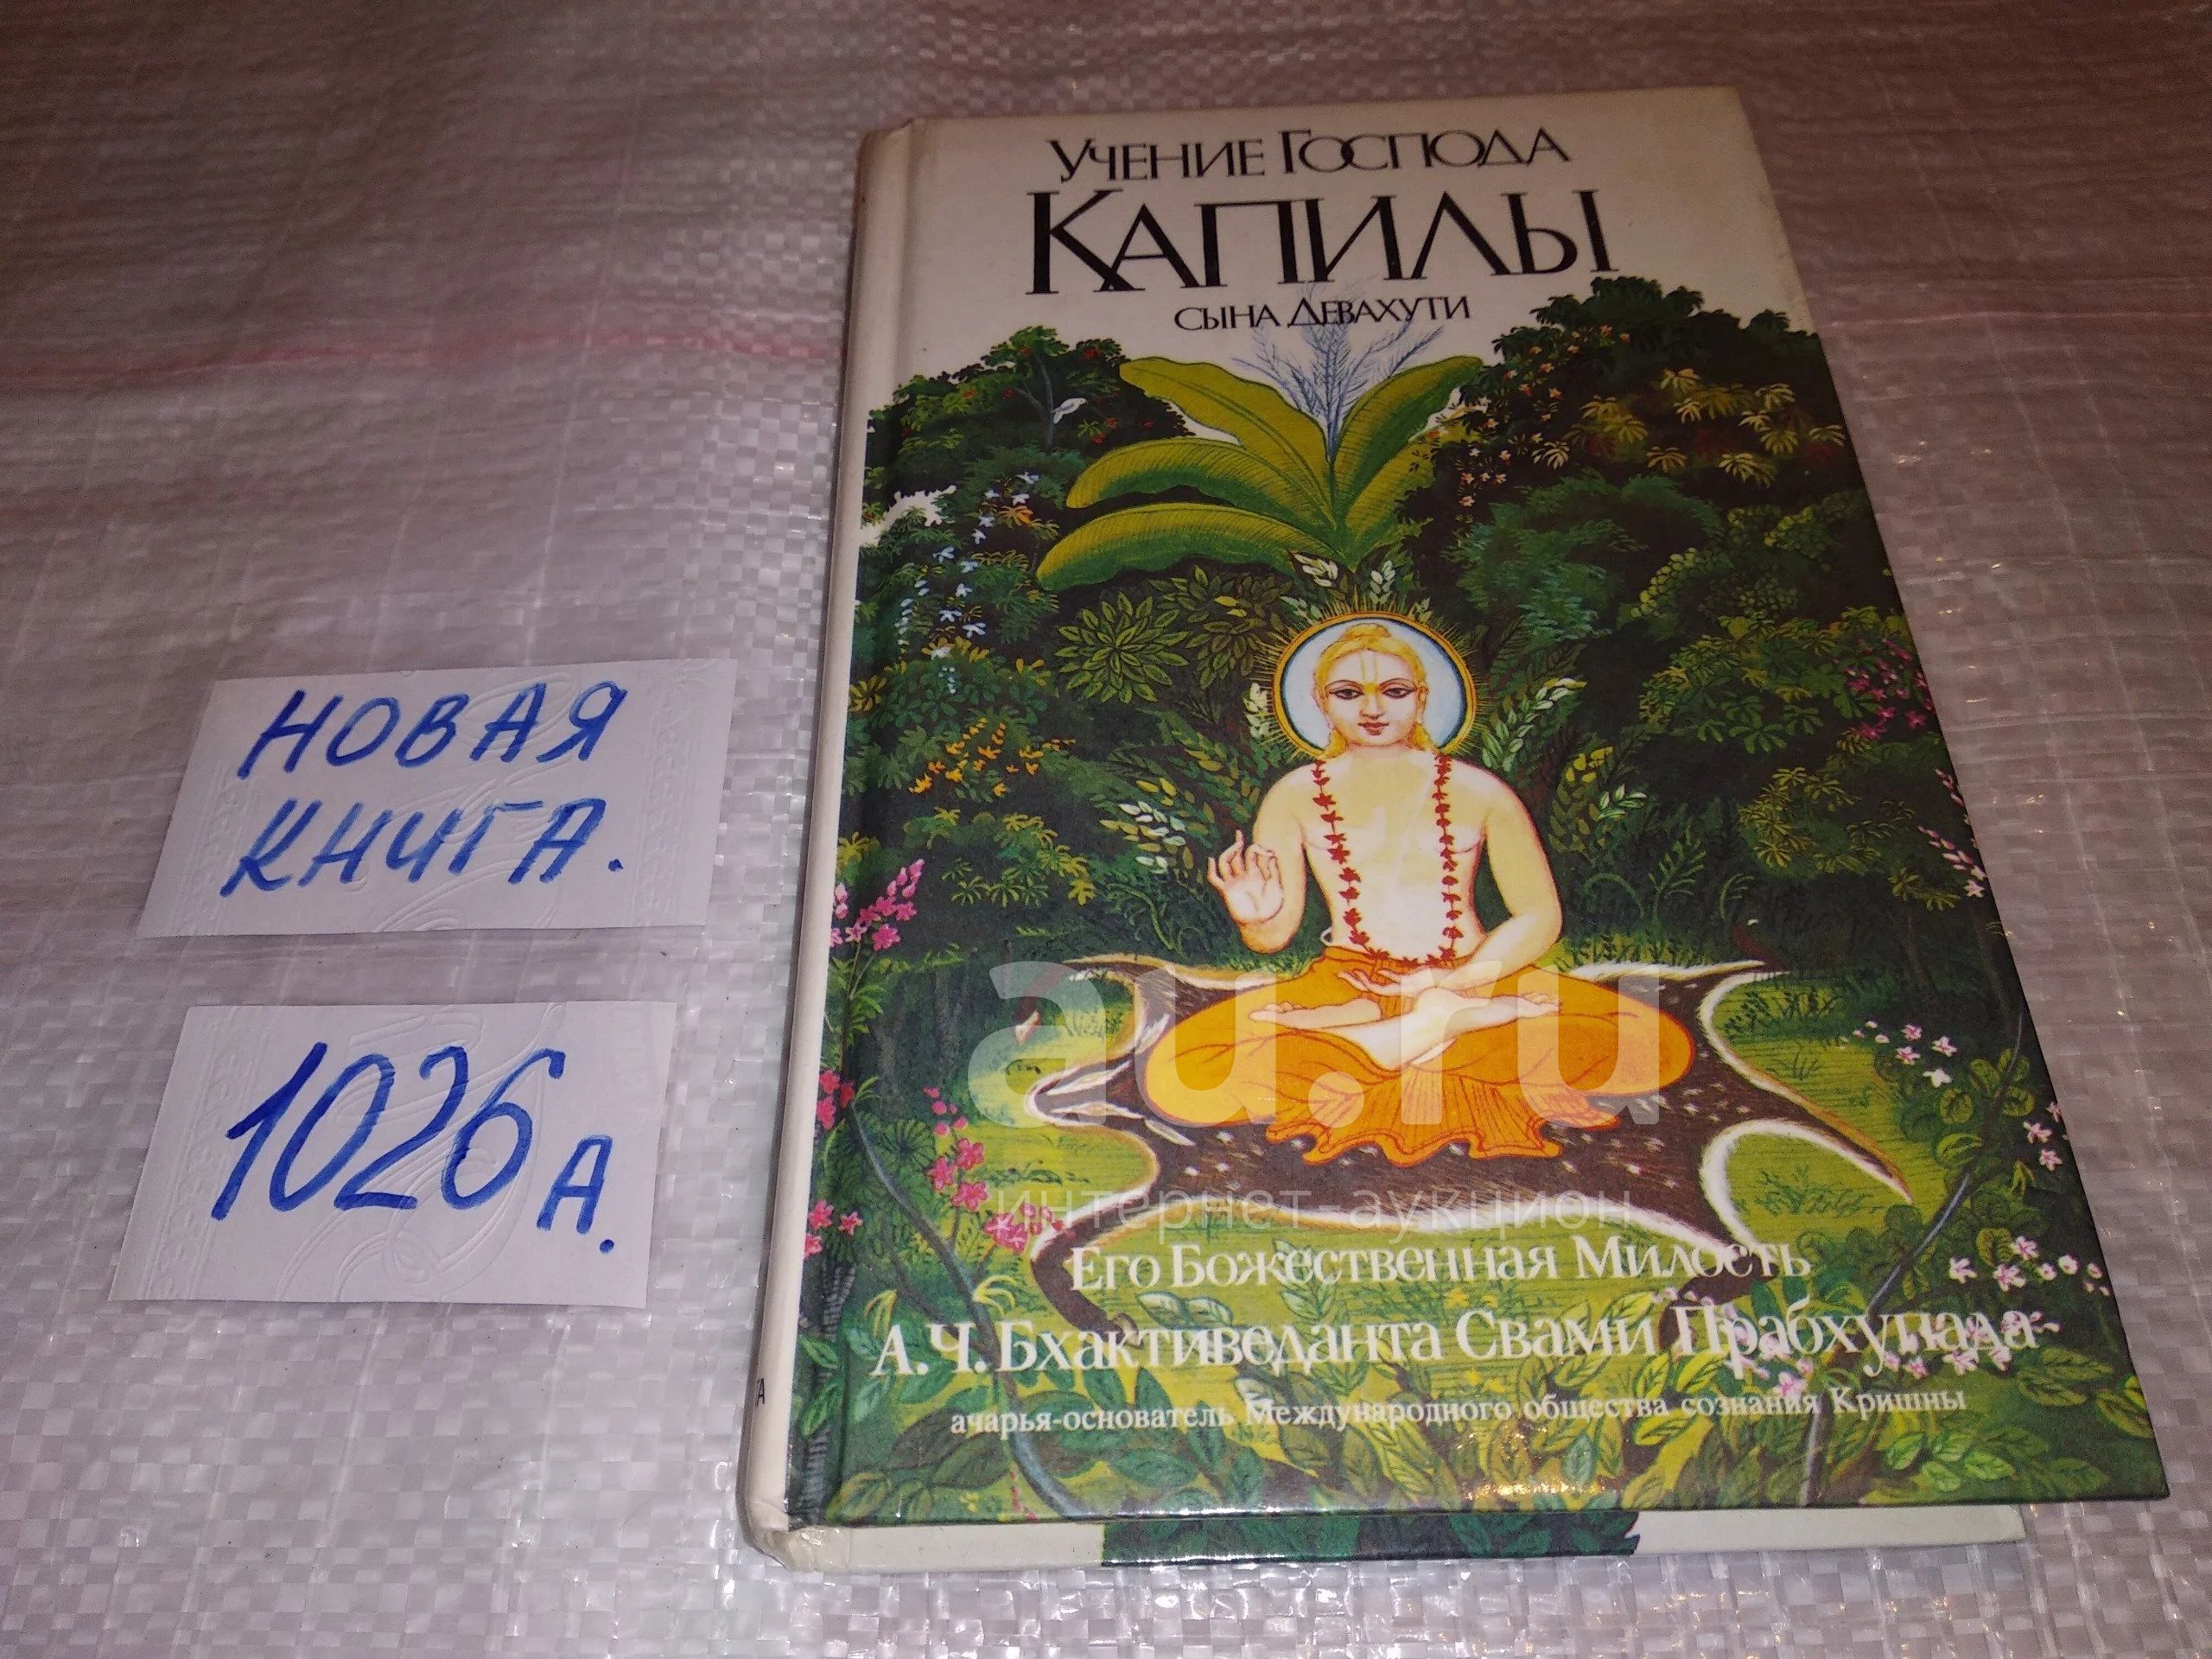 Учение Господа
Капилы
сына Девахути
НОВАЯ
КНИГА.
1026 А.
au.ru
интернет-аукцион
Его Божественная Милость
А. Ч. Бхактиведанта Свами Прабхупада
ачарья-основатель Международного общества сознания Кришны